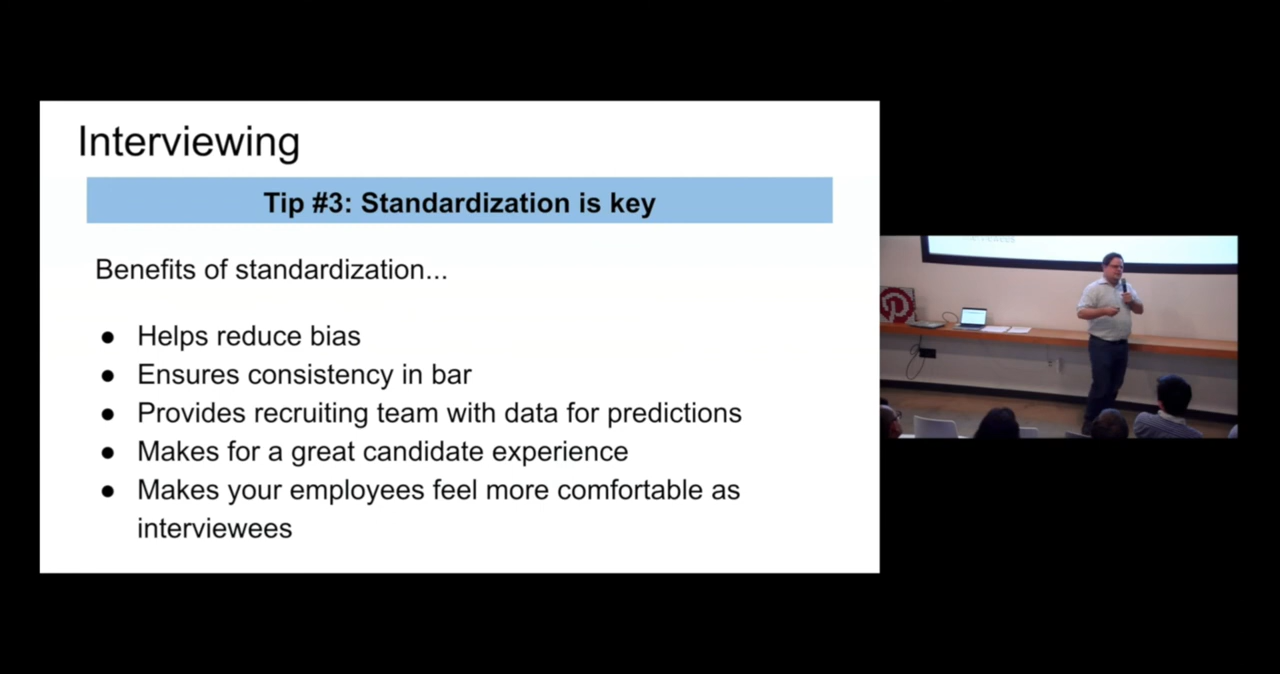 Interviewing
Tip #3: Standardization is key
Benefits of standardization...
● Helps reduce bias
● Ensures consistency in bar
● Provides recruiting team with data for predictions
● Makes for a great candidate experience
● Makes your employees feel more comfortable as
interviewees